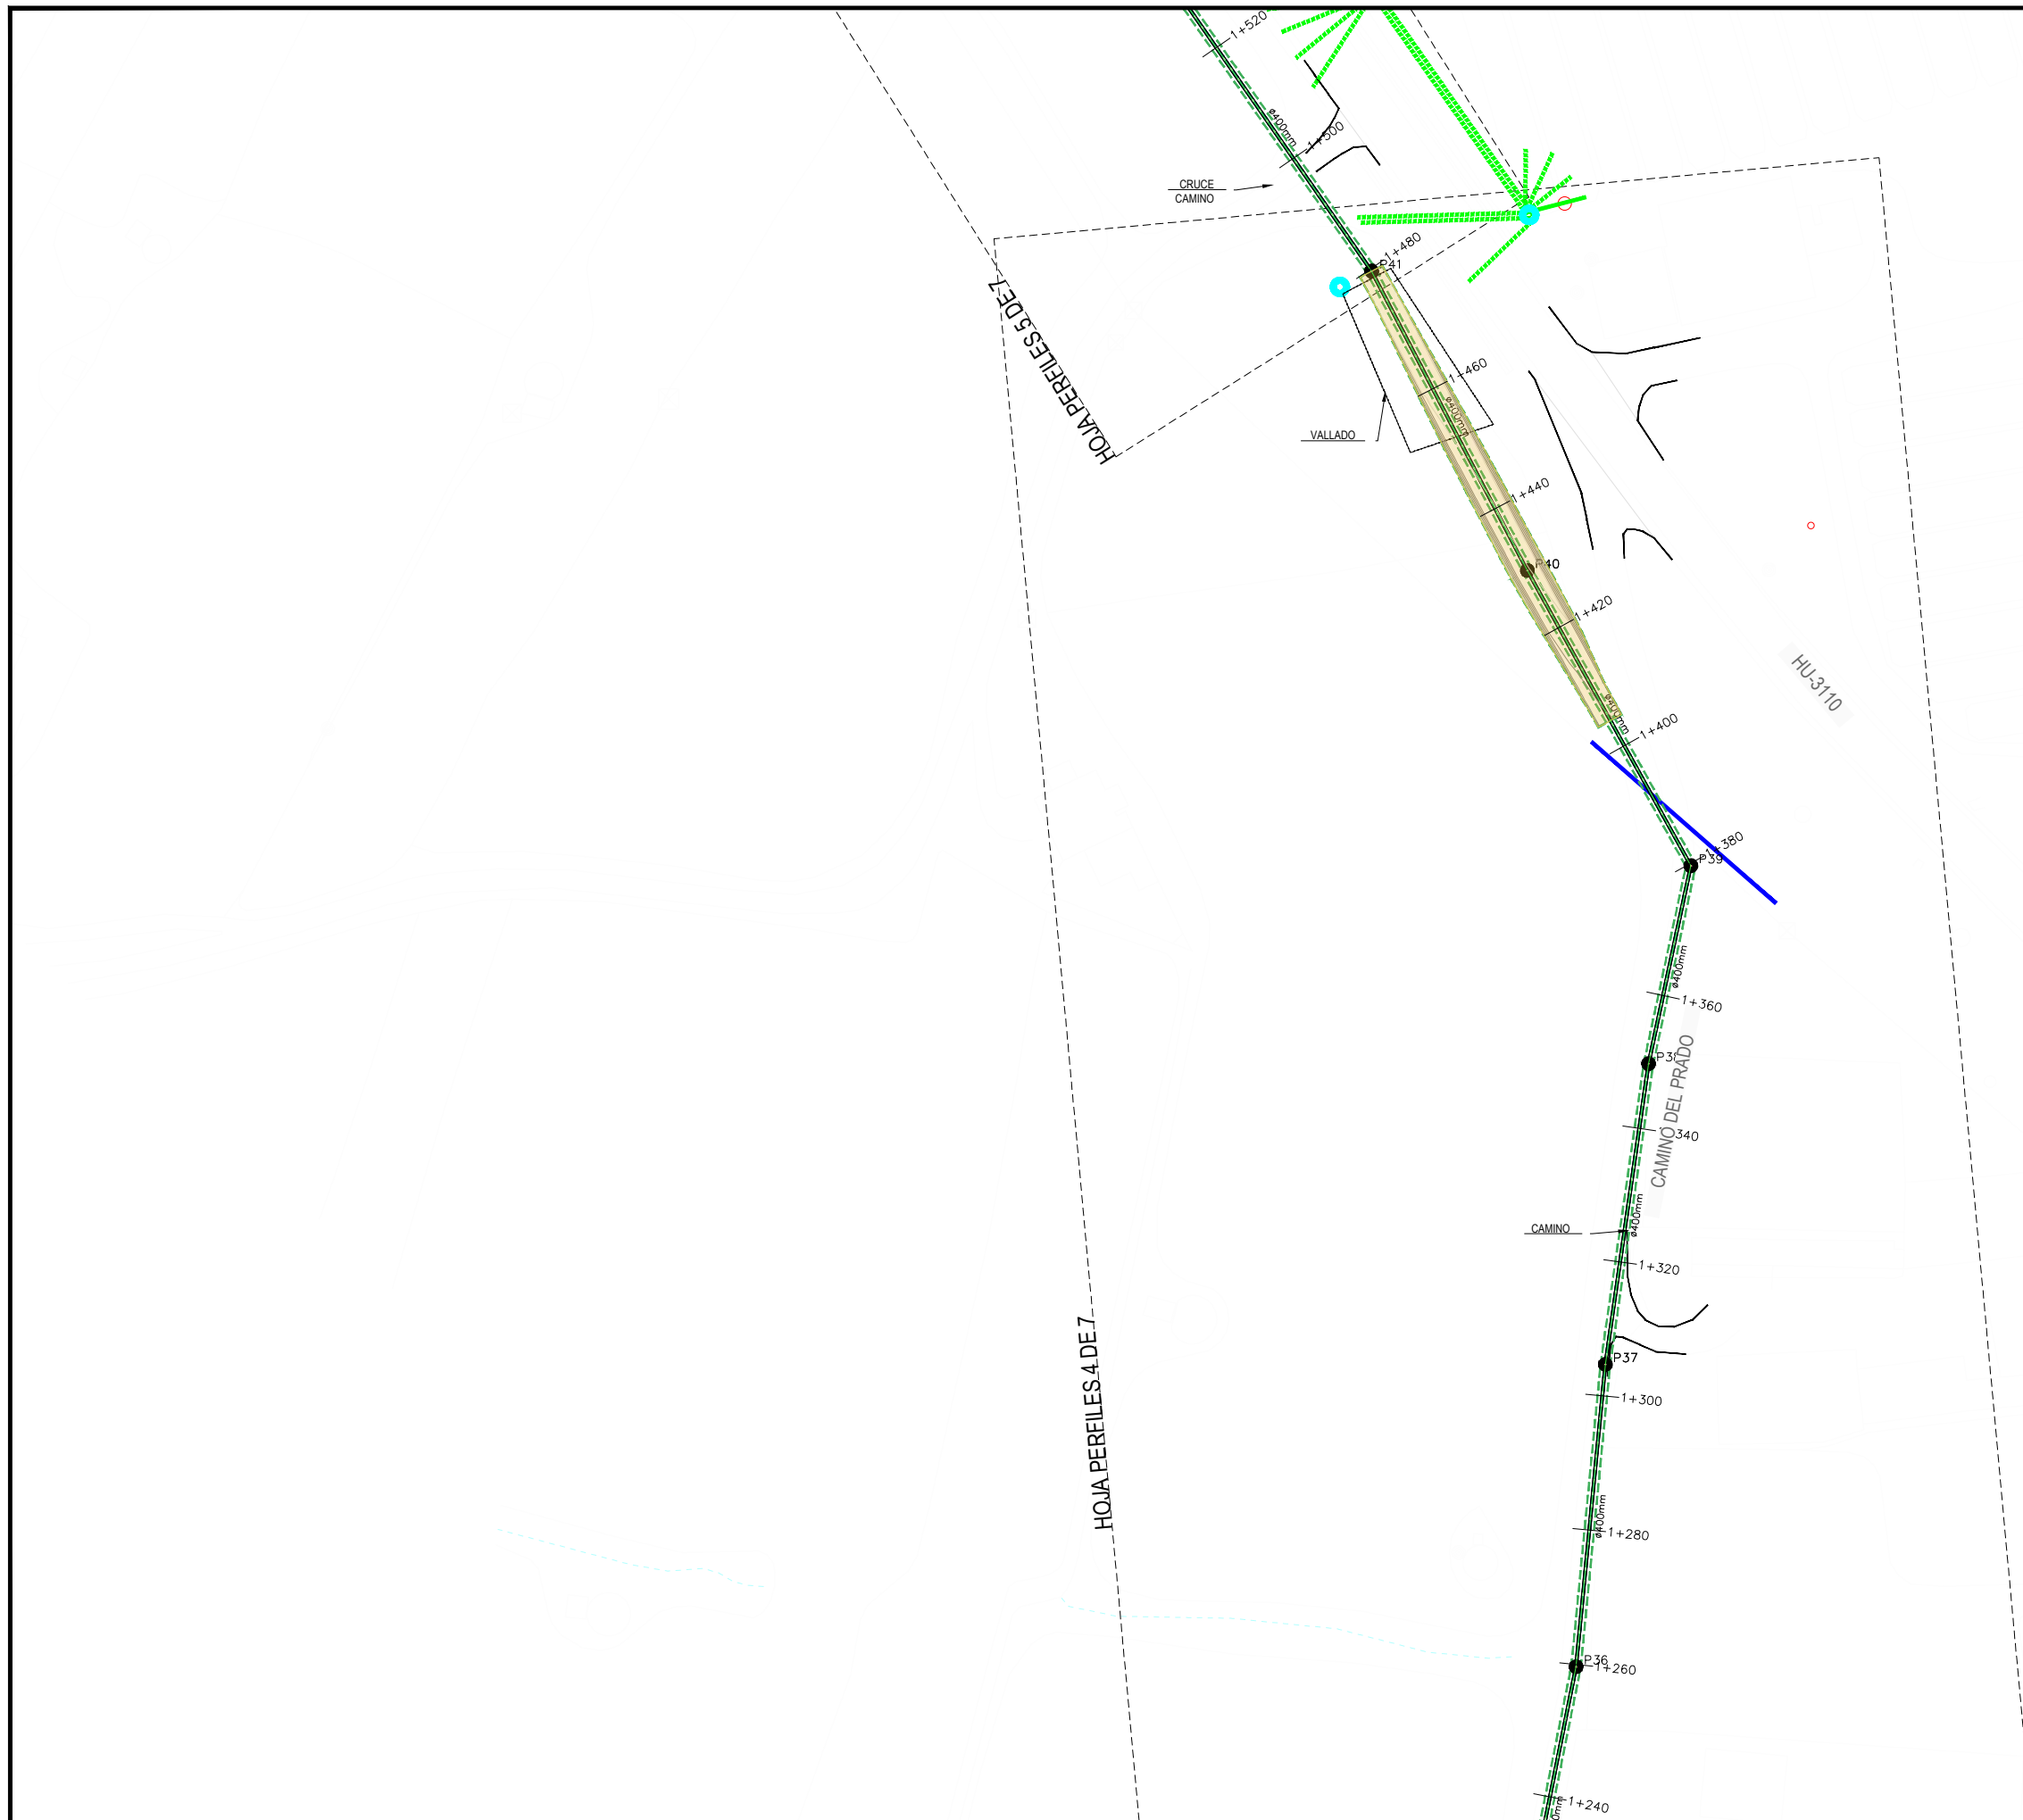 1+520
ø400mm
1+500
CRUCE
CAMINO
1+480
P41
HOJA PERFILES 5 DE 7
1+460
ø400mm
VALLADO
1+440
P40
1+420
HU-3110
ø400mm
1+400
1+380
P39
ø400mm
1+360
CAMINO DEL PRADO
P38
340
ø400mm
CAMINO
1+320
HOJA PERFILES 4 DE 7
P37
1+300
ø400mm
1+280
P36
1+260
1+240